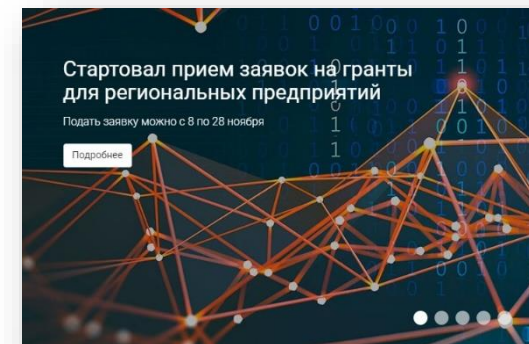 Стартовал прием заявок на гранты
для региональных предприятий
Подать заявку можно с 8 по 28 ноября
Подробнее